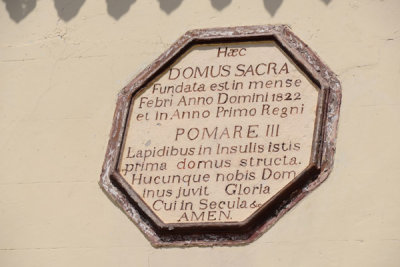 Hæc
DOMUS SACRA
Fundata est in mense
Febri Anno Domini 1822
et in Anno Primo Regni
POMARE III
Lapidibus in Insulis istis
prima domus structa.
Hucunque nobis Dom
inus juvit Gloria
Cui in Secula &c
AMEN.